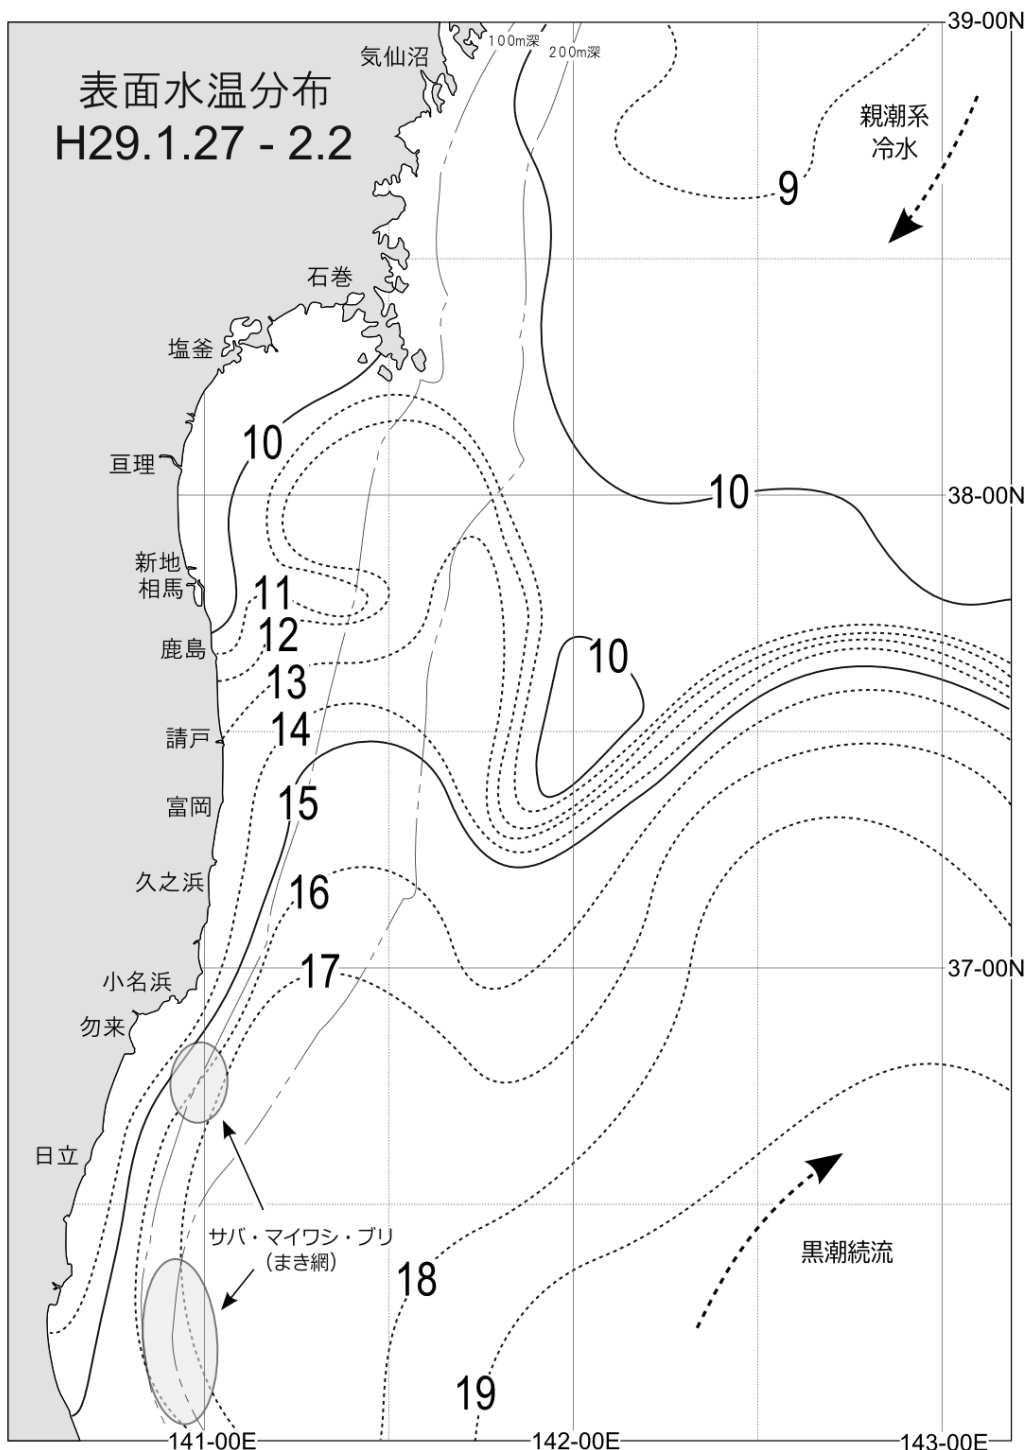 39-00N
100m深
200m深
気仙沼
表面水温分布
H29.1.27 - 2.2
親潮系
冷水
9
石巻
塩釜
10
亘理
10
38-00N
新地
相馬
11
12
鹿島
10
13
14
請戸
15
富岡
久之浜
16
17
37-00N
小名浜
勿来
日立
サバ・マイワシ・ブリ
(まき網)
黒潮続流
18
19
141-00E
142-00E
143-00E